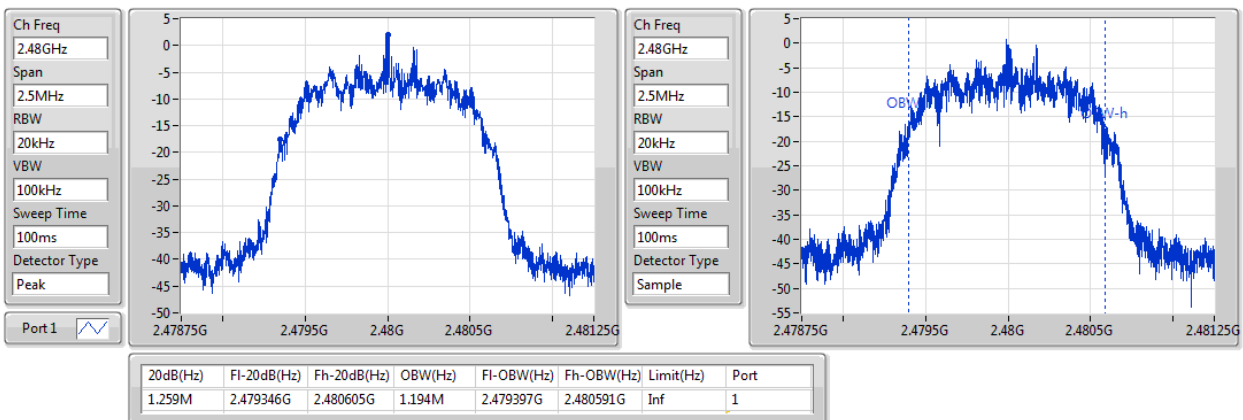 Ch Freq
2.48GHz
Span
2.5MHz
RBW
20kHz
VBW
100kHz
Sweep Time
100ms
Detector Type
Peak
Port 1
5
0
-5
-10
-15
-20
-25
-30
-35
-40
-45
-50
2.47875G 2.4795G 2.48G 2.4805G 2.48125G
Ch Freq
2.48GHz
Span
2.5MHz
RBW
20kHz
VBW
100kHz
Sweep Time
100ms
Detector Type
Sample
5
0
-5
-10
-15
-20
-25
-30
-35
-40
-45
-50
-55
OBW
2.47875G 2.4795G 2.48G 2.4805G 2.48125G
20dB(Hz) Fl-20dB(Hz) Fh-20dB(Hz) OBW(Hz) Fl-OBW(Hz) Fh-OBW(Hz) Limit(Hz) Port
1.259M 2.479346G 2.480605G 1.194M 2.479397G 2.480591G Inf 1